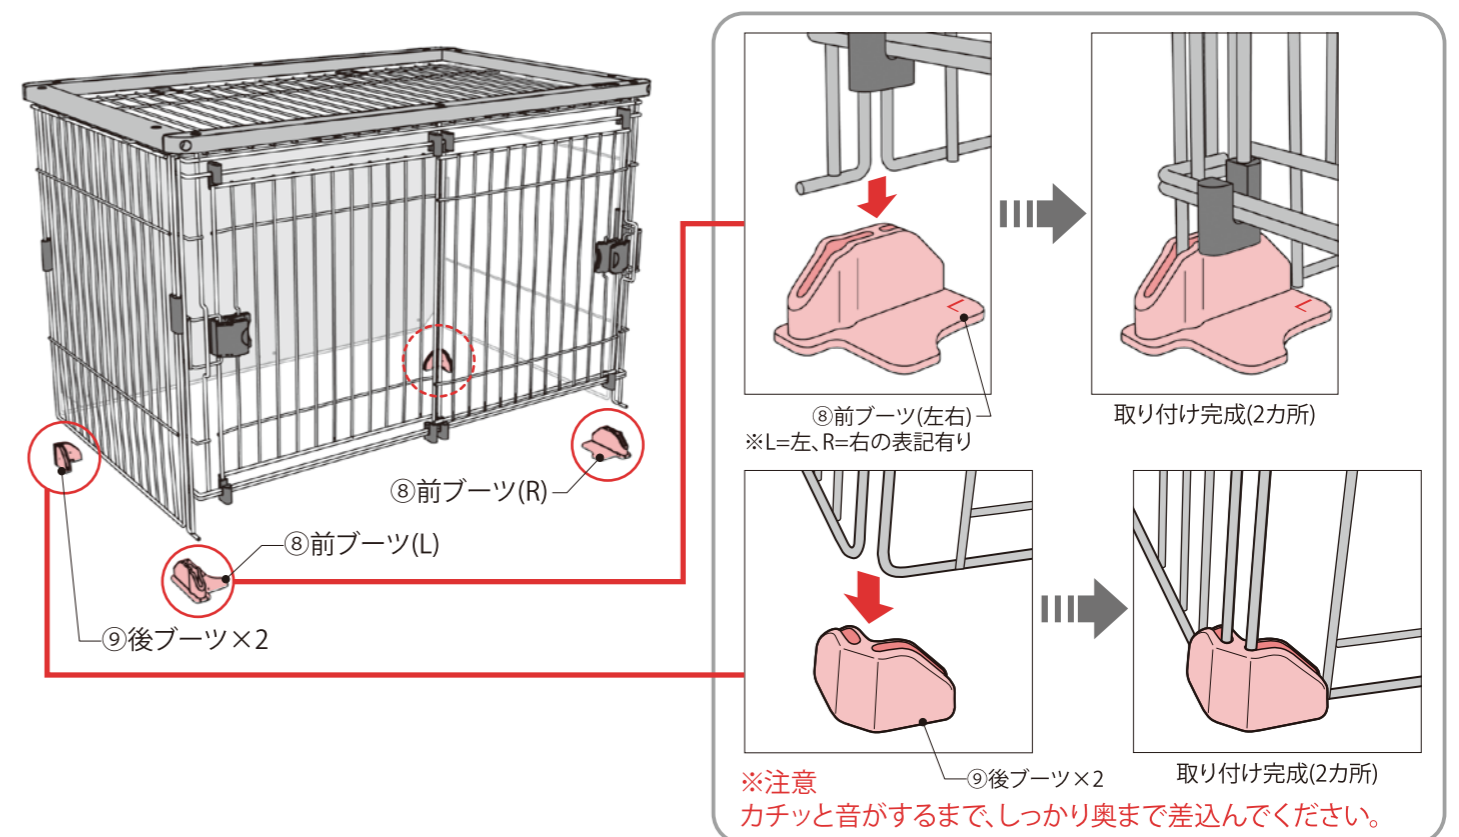 ⑧前ブーツ(R)
⑧前ブーツ(L)
⑨後ブーツ×2
L
⑧前ブーツ(左右)
※L=左、R=右の表記有り
L
取り付け完成(2カ所)
⑨後ブーツ×2
取り付け完成(2カ所)
※注意
カチッと音がするまで、しっかり奥まで差込んでください。